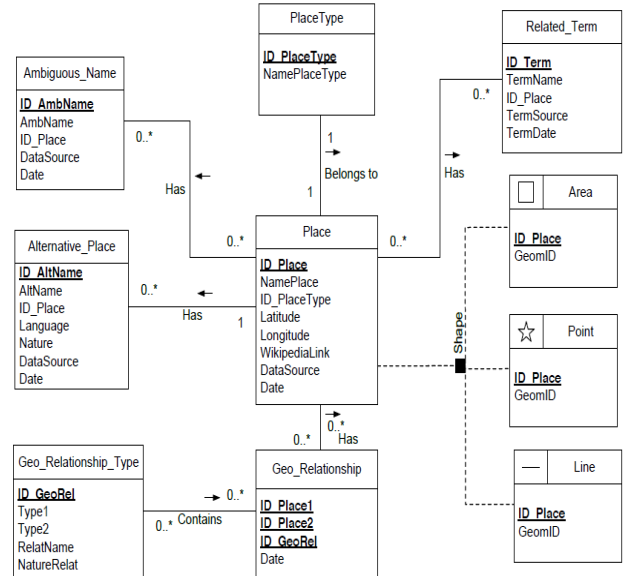 PlaceType
ID_PlaceType
NamePlaceType
Related_Term
ID_Term
TermName
ID_Place
TermSource
TermDate
Ambiguous_Name
ID_AmbName
AmbName
ID_Place
DataSource
Date
0..*
Has
0..*
1
Belongs to
1
0..*
Has
0..*
Place
ID_Place
NamePlace
ID_PlaceType
Latitude
Longitude
WikipediaLink
DataSource
Date
Alternative_Place
ID_AltName
AltName
ID_Place
Language
Nature
DataSource
Date
0..*
Has
1
Shape
Area
ID_Place
GeomID
Point
ID_Place
GeomID
Line
ID_Place
GeomID
0..*
0..*
Has
Geo_Relationship_Type
ID_GeoRel
Type1
Type2
RelatName
NatureRelat
0..*
0..*
Contains
Geo_Relationship
ID_Place1
ID_Place2
ID_GeoRel
Date